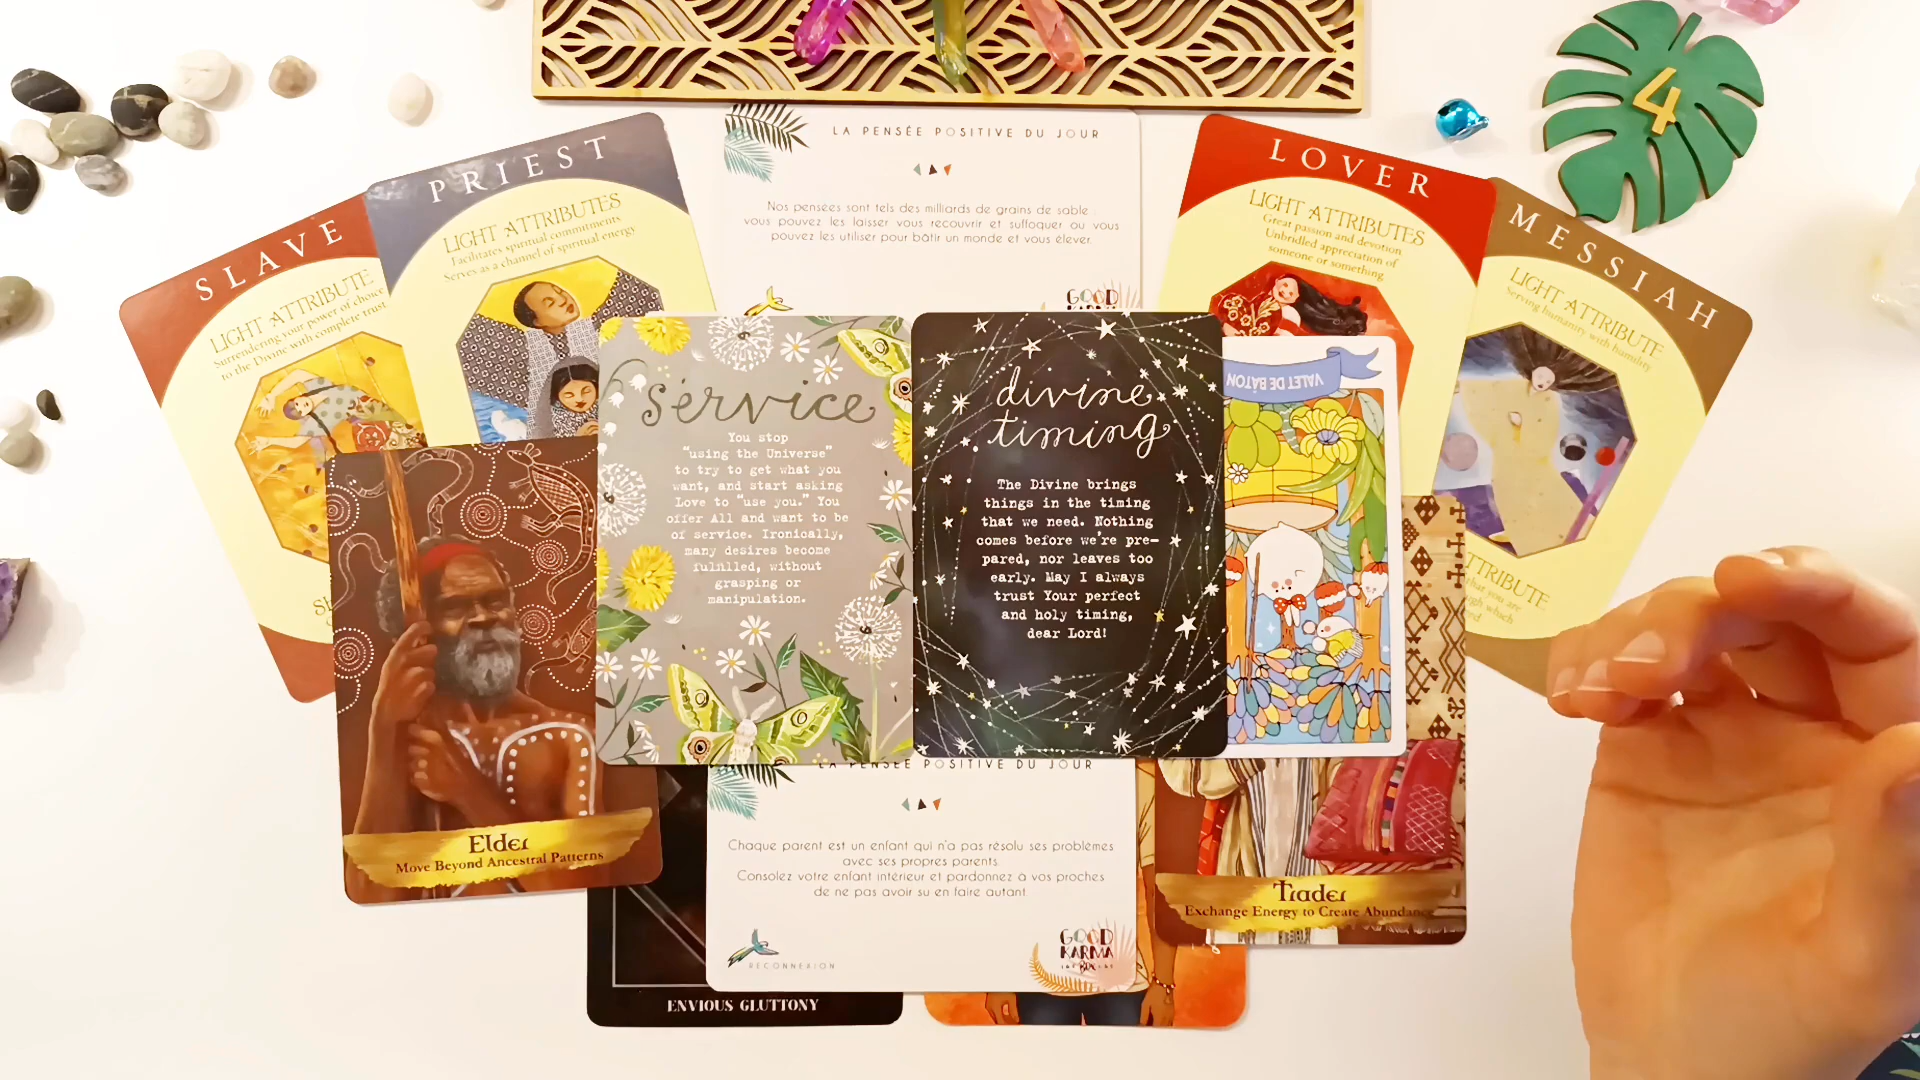 4
LA PENSÉE POSITIVE DU JOUR
Nos pensées sont tels des milliards de grains de sable :
vous pouvez les laisser vous recouvrir et suffoquer ou vous
pouvez les utiliser pour bâtir un monde et vous élever.
GOOD
SLAVE
LIGHT ATTRIBUTE
Surrendering your power of choice
to the Divine with complete trust
PRIEST
LIGHT ATTRIBUTES
Facilitates spiritual commitments
Serves as a channel of spiritual energy
LOVER
LIGHT ATTRIBUTES
Great passion and devotion
Unbridled appreciation of
someone or something
MESSIAH
LIGHT ATTRIBUTE
Serving humanity with humility
service
You stop
"using the Universe"
to try to get what you
want, and start asking
Love to "use you." You
offer All and want to be
of service. Ironically,
many desires become
fulfilled, without
grasping or
manipulation.
divine
timing
The Divine brings
things in the timing
that we need. Nothing
comes before we're pre-
pared, nor leaves too
early. May I always
trust Your perfect
and holy timing,
dear Lord!
VALET DE BATON
Elder
Move Beyond Ancestral Patterns
Trader
Exchange Energy to Create Abundance
LA PENSÉE POSITIVE DU JOUR
Chaque parent est un enfant qui n'a pas résolu ses problèmes
avec ses propres parents.
Consolez votre enfant intérieur et pardonnez à vos proches
de ne pas avoir su en faire autant.
RECONNEXION
GOOD
KARMA
BOX
ENVIOUS GLUTTONY